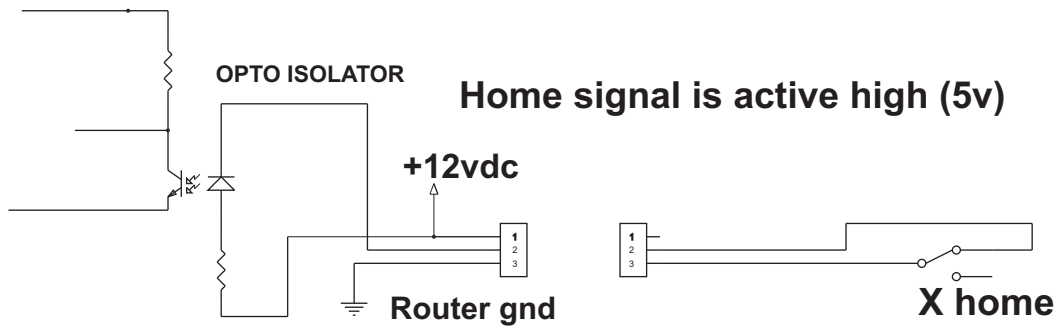 OPTO ISOLATOR
Home signal is active high (5v)
+12vdc
1
2
3
1
2
3
Router gnd
X home